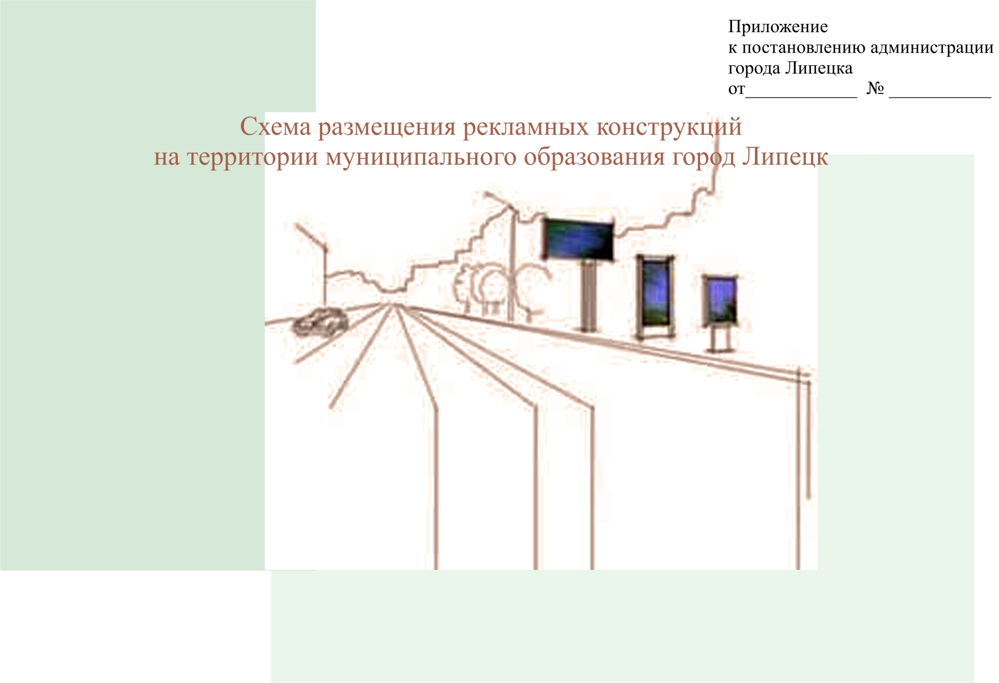 Приложение
к постановлению администрации
города Липецка
от____________ № ___________
Схема размещения рекламных конструкций
на территории муниципального образования город Липецк